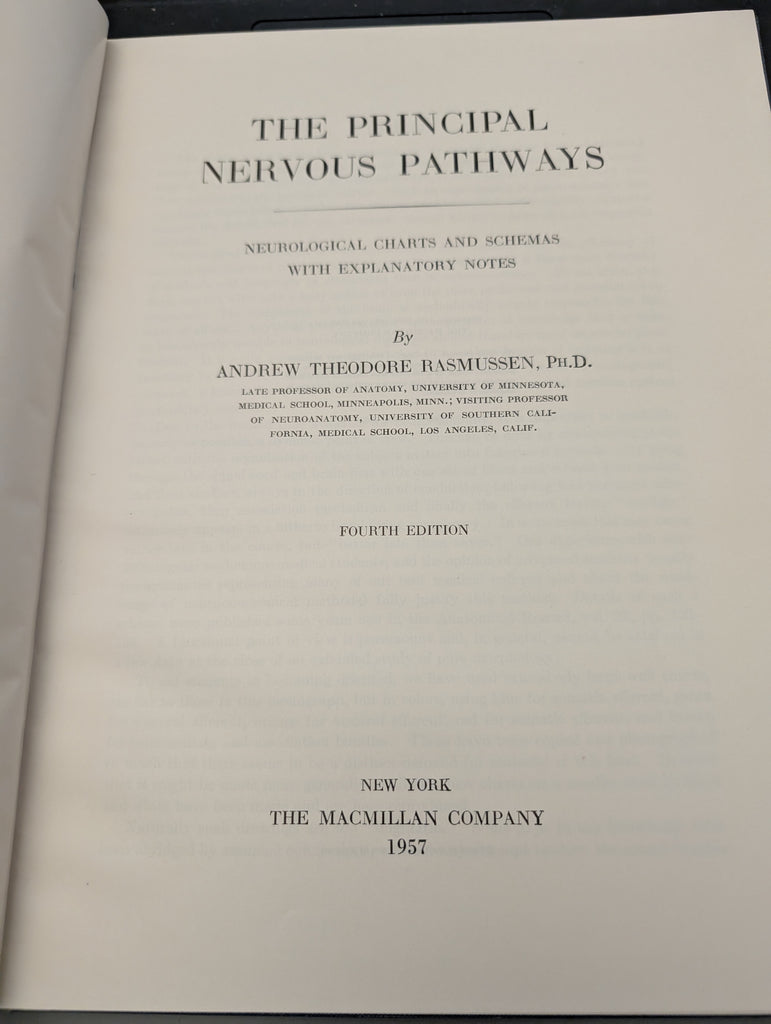 THE PRINCIPAL
NERVOUS PATHWAYS
NEUROLOGICAL CHARTS AND SCHEMAS
WITH EXPLANATORY NOTES
By
ANDREW THEODORE RASMUSSEN, PH.D.
LATE PROFESSOR OF ANATOMY, UNIVERSITY OF MINNESOTA,
MEDICAL SCHOOL, MINNEAPOLIS, MINN.; VISITING PROFESSOR
OF NEUROANATOMY, UNIVERSITY OF SOUTHERN CALI-
FORNIA, MEDICAL SCHOOL, LOS ANGELES, CALIF.
FOURTH EDITION
NEW YORK
THE MACMILLAN COMPANY
1957